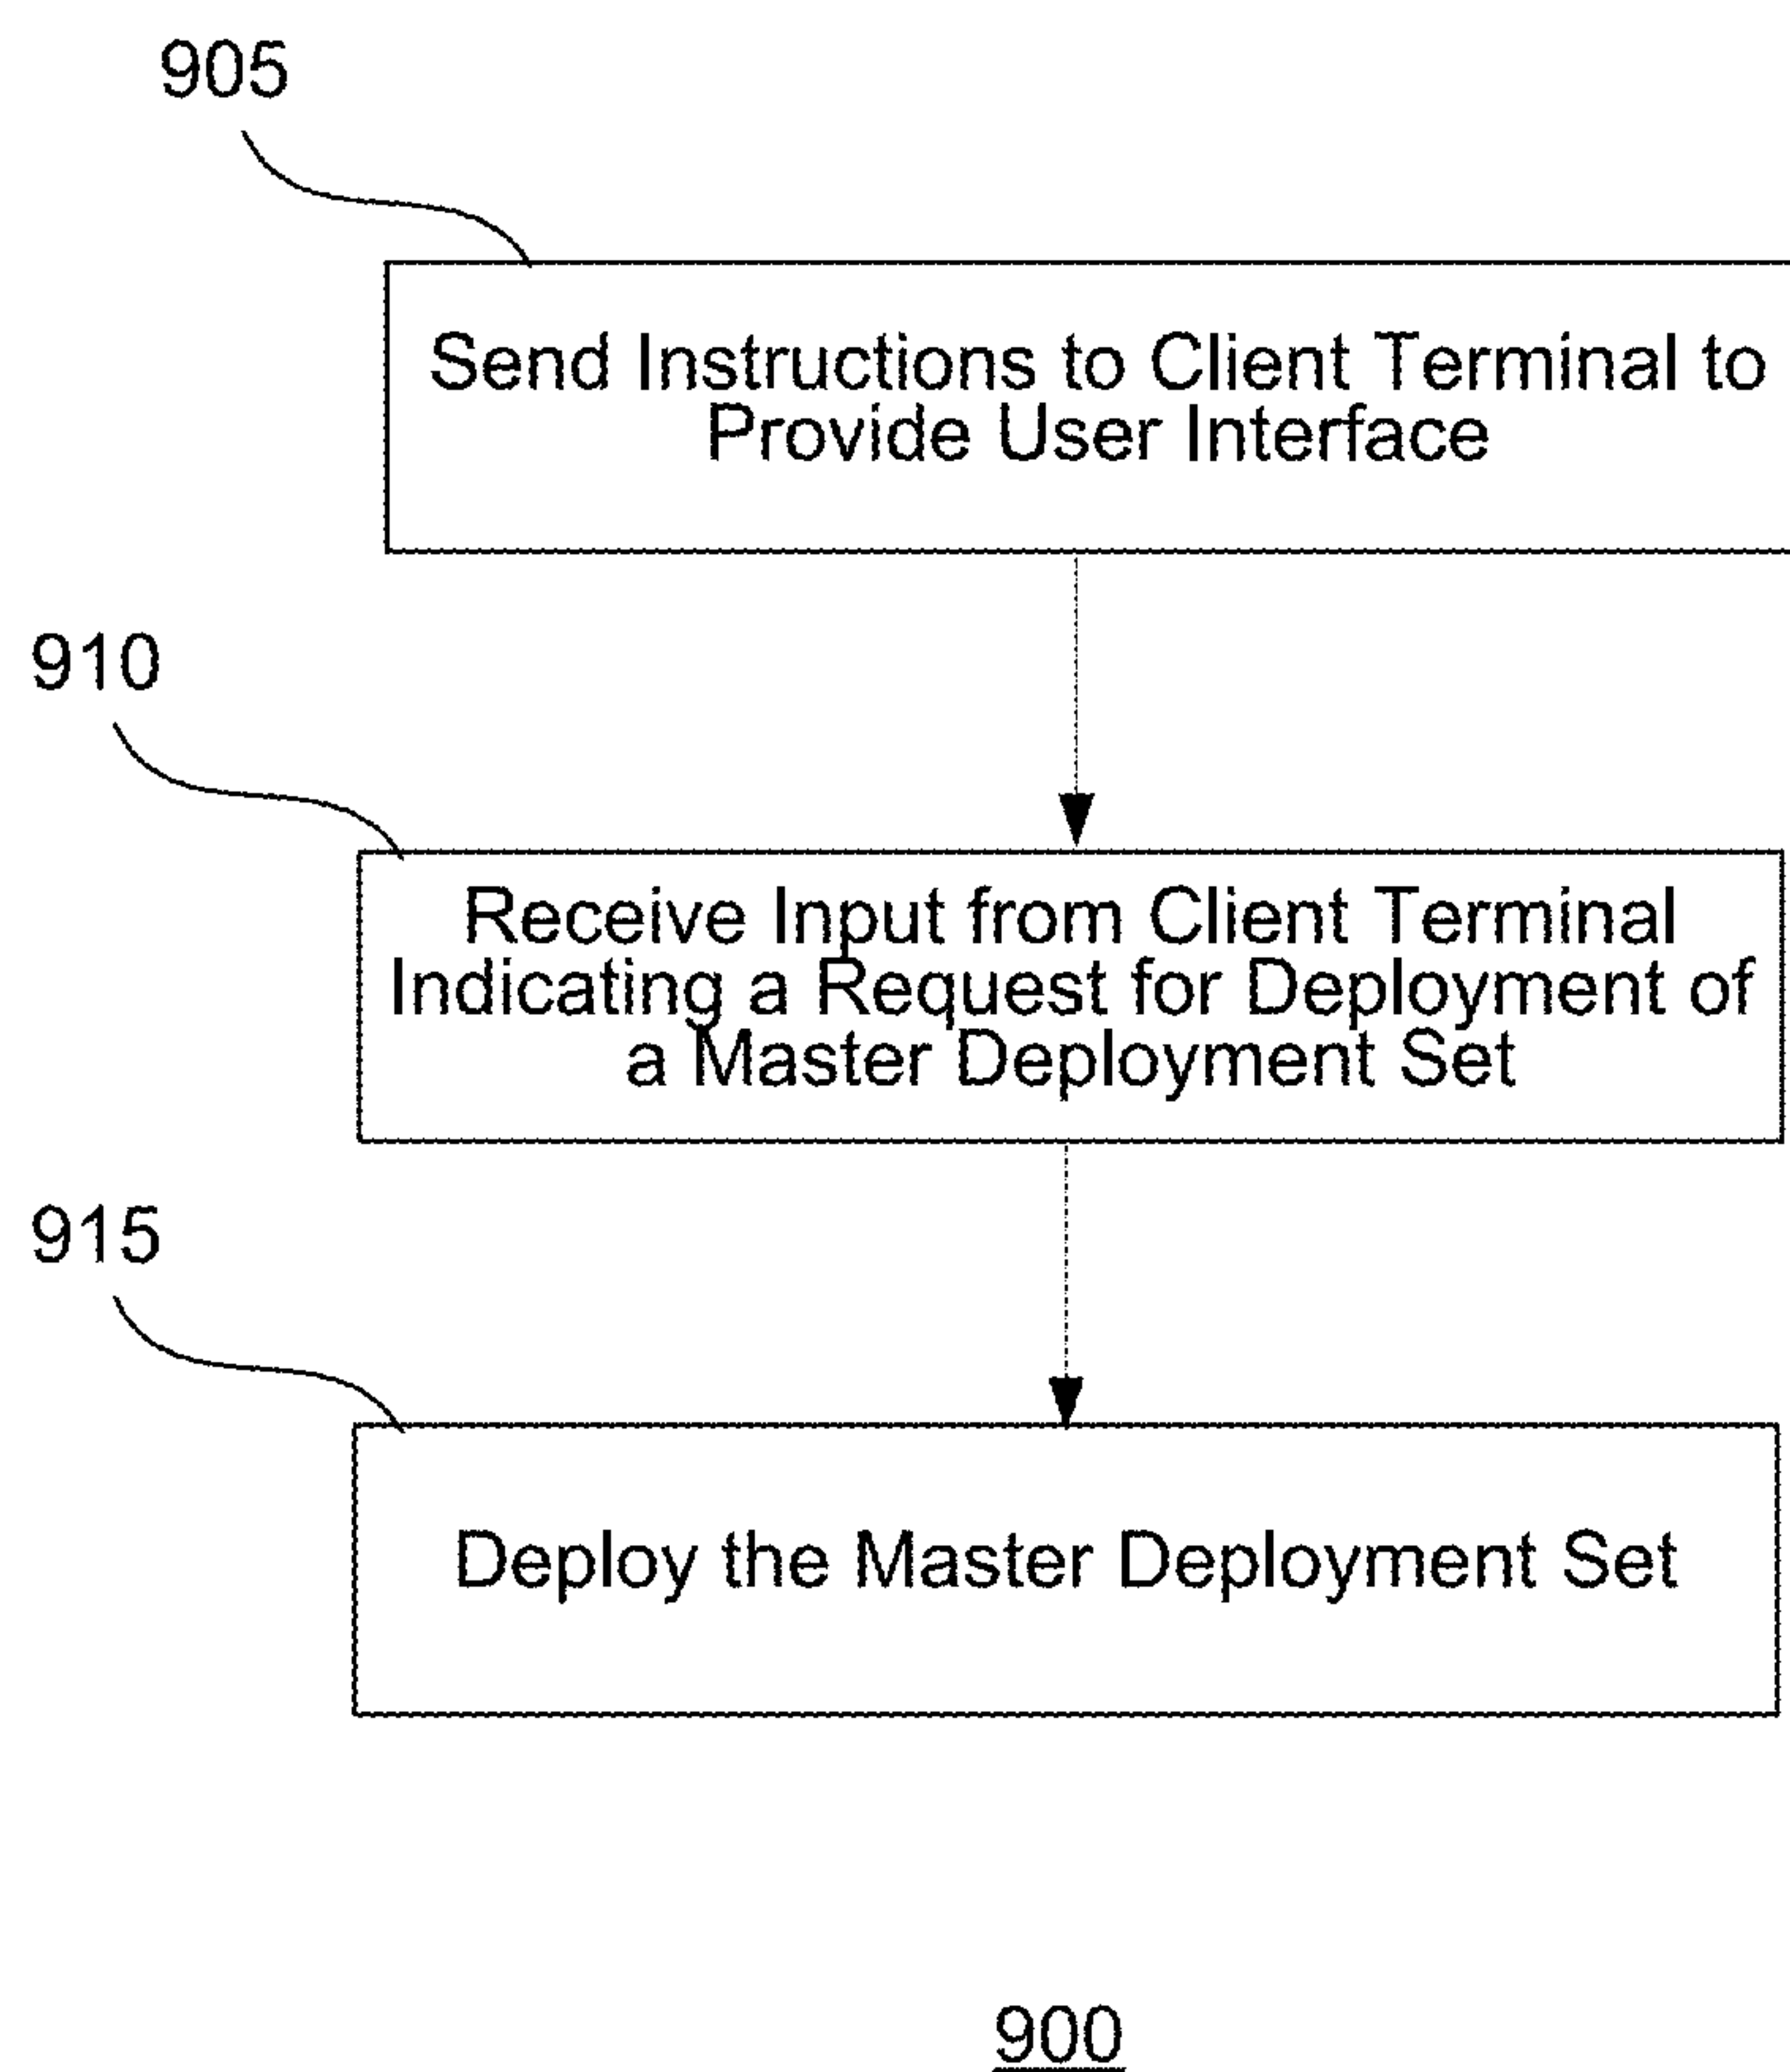 905
Send Instructions to Client Terminal to
Provide User Interface
910
Receive Input from Client Terminal
Indicating a Request for Deployment of
a Master Deployment Set
915
Deploy the Master Deployment Set
900